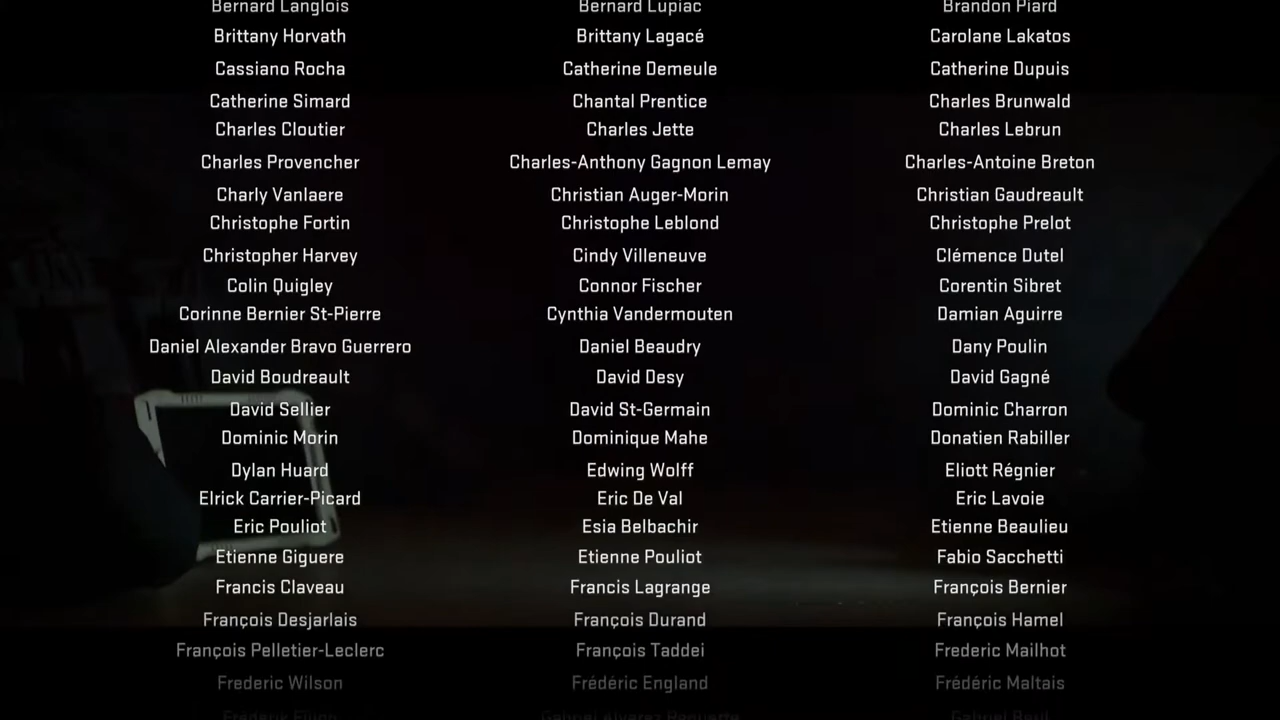 Bernard Langlois Bernard Lupiac Brandon Piard
Brittany Horvath Brittany Lagacé Carolane Lakatos
Cassiano Rocha Catherine Demeule Catherine Dupuis
Catherine Simard Chantal Prentice Charles Brunwald
Charles Cloutier Charles Jette Charles Lebrun
Charles Provencher Charles-Anthony Gagnon Lemay Charles-Antoine Breton
Charly Vanlaere Christian Auger-Morin Christian Gaudreault
Christophe Fortin Christophe Leblond Christophe Prelot
Christopher Harvey Cindy Villeneuve Clémence Dutel
Colin Quigley Connor Fischer Corentin Sibret
Corinne Bernier St-Pierre Cynthia Vandermouten Damian Aguirre
Daniel Alexander Bravo Guerrero Daniel Beaudry Dany Poulin
David Boudreault David Desy David Gagné
David Sellier David St-Germain Dominic Charron
Dominic Morin Dominique Mahe Donatien Rabiller
Dylan Huard Edwing Wolff Eliott Régnier
Elrick Carrier-Picard Eric De Val Eric Lavoie
Eric Pouliot Esia Belbachir Etienne Beaulieu
Etienne Giguere Etienne Pouliot Fabio Sacchetti
Francis Claveau Francis Lagrange François Bernier
François Desjarlais François Durand François Hamel
François Pelletier-Leclerc François Taddei Frederic Mailhot
Frederic Wilson Frédéric England Frédéric Maltais
Gabriel Alvarez Gabriel